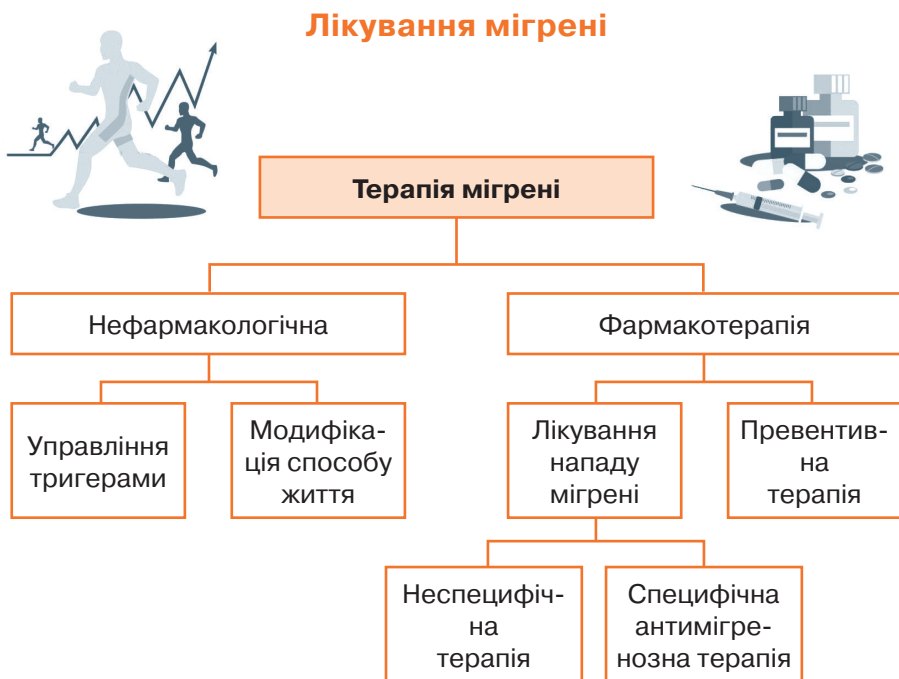 Лікування мігрені
Терапія мігрені
Нефармакологічна
Фармакотерапія
Управління
тригерами
Модифіка-
ція способу
життя
Лікування
нападу
мігрені
Превентив-
на
терапія
Неспецифіч-
на
терапія
Специфічна
антимігре-
нозна терапія